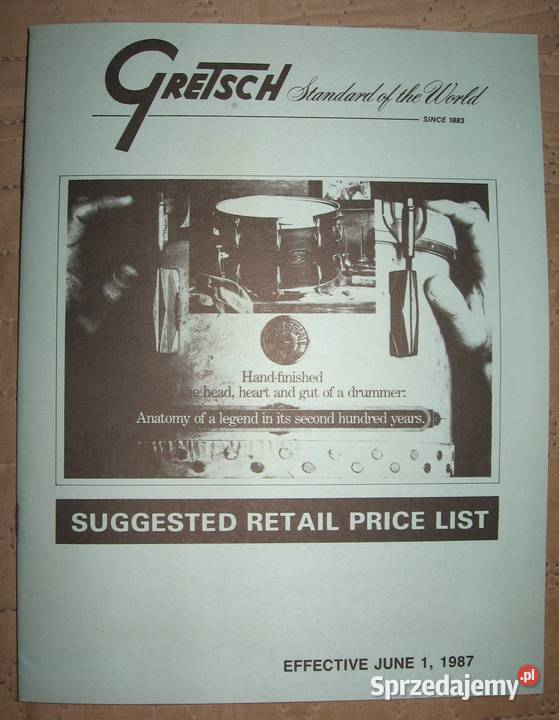 GRETSCH Standard of the World
®
SINCE 1883
Hand-finished
the head, heart and gut of a drummer:
Anatomy of a legend in its second hundred years.
SUGGESTED RETAIL PRICE LIST
EFFECTIVE JUNE 1, 1987
Sprzedajemy.pl